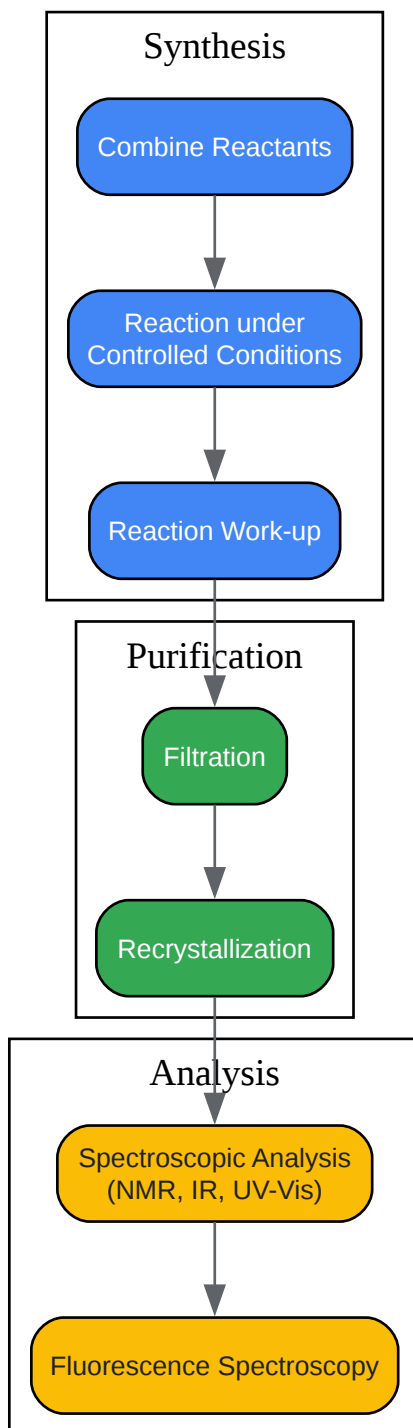 Synthesis
Combine Reactants
Reaction under
Controlled Conditions
Reaction Work-up
Purification
Filtration
Recrystallization
Analysis
Spectroscopic Analysis
(NMR, IR, UV-Vis)
Fluorescence Spectroscopy